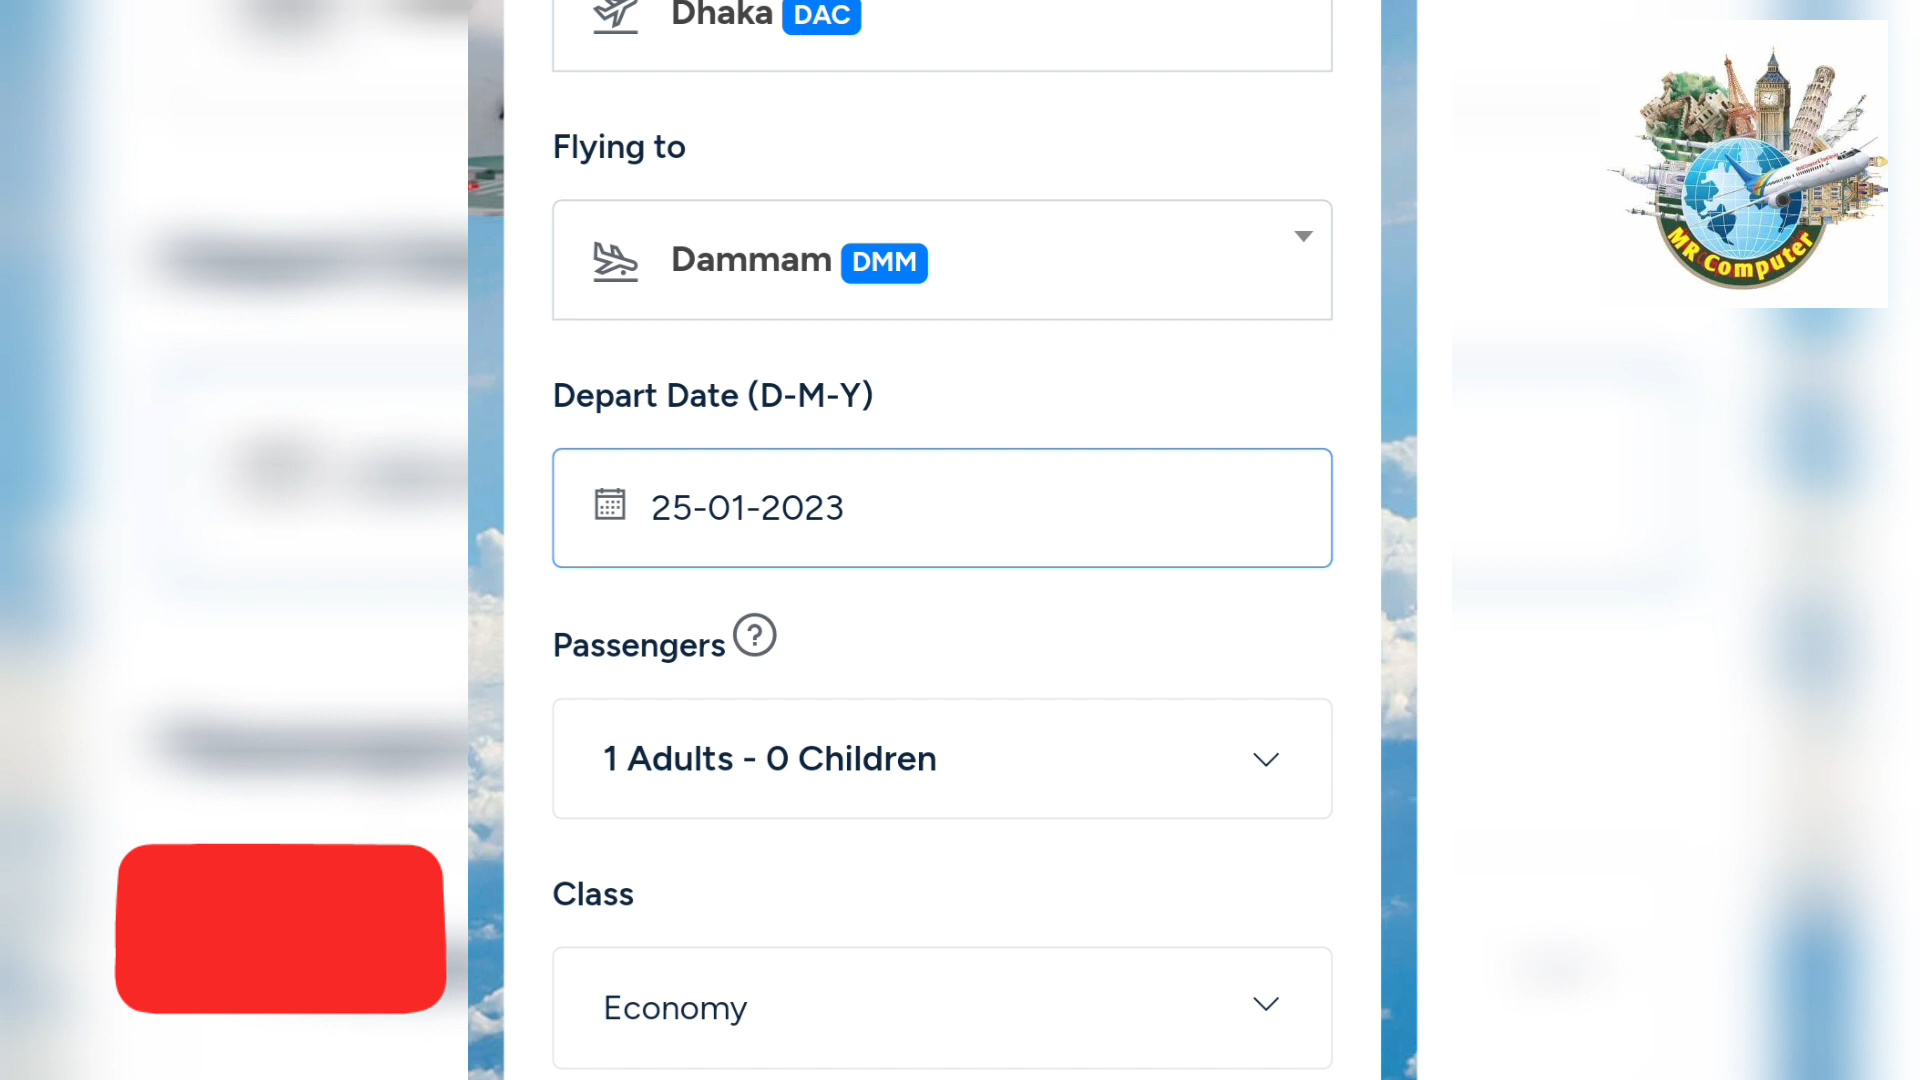 Dhaka DAC
Flying to
Dammam DMM
Depart Date (D-M-Y)
25-01-2023
Passengers ?
1 Adults - 0 Children
Class
Economy
MR Computer